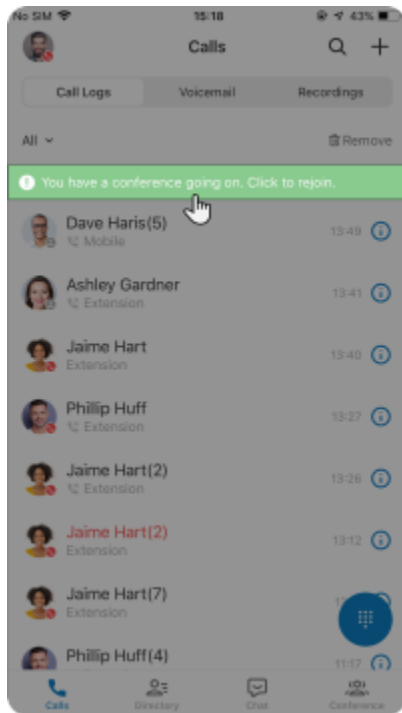 No SIM 15:18 43%
Calls
Call Logs Voicemail Recordings
All Remove
You have a conference going on. Click to rejoin.
Dave Haris(5)
Mobile
13:49
Ashley Gardner
Extension
13:41
Jaime Hart
Extension
13:40
Phillip Huff
Extension
13:27
Jaime Hart(2)
Extension
13:26
Jaime Hart(2)
Extension
13:12
Jaime Hart(7)
Extension
Phillip Huff(4)
11:17
Calls Directory Chat Conference